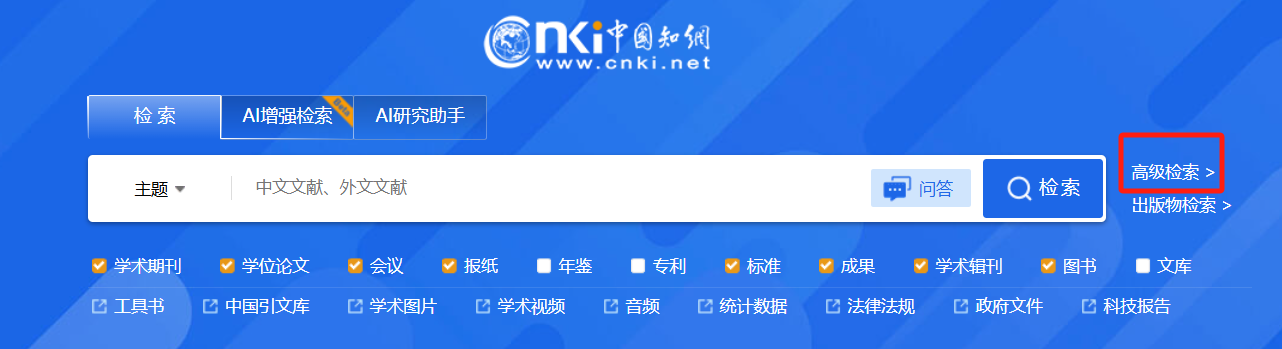 Cnki中国知網
www.cnki.net
检 索 AI增强检索 Beta AI研究助手
主题 中文文献、外文文献 问答 检索 高级检索 >
出版物检索 >
学术期刊 学位论文 会议 报纸 年鉴 专利 标准 成果 学术辑刊 图书 文库
工具书 中国引文库 学术图片 学术视频 音频 统计数据 法律法规 政府文件 科技报告